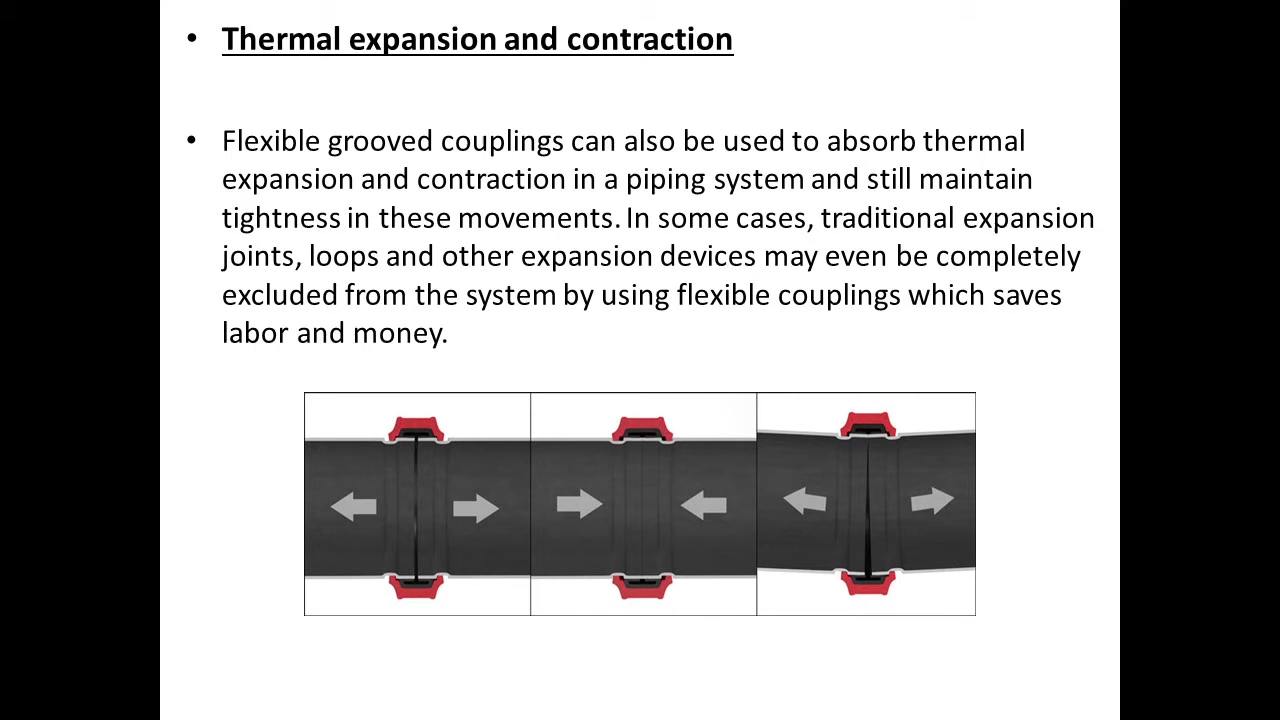 • Thermal expansion and contraction
• Flexible grooved couplings can also be used to absorb thermal
expansion and contraction in a piping system and still maintain
tightness in these movements. In some cases, traditional expansion
joints, loops and other expansion devices may even be completely
excluded from the system by using flexible couplings which saves
labor and money.